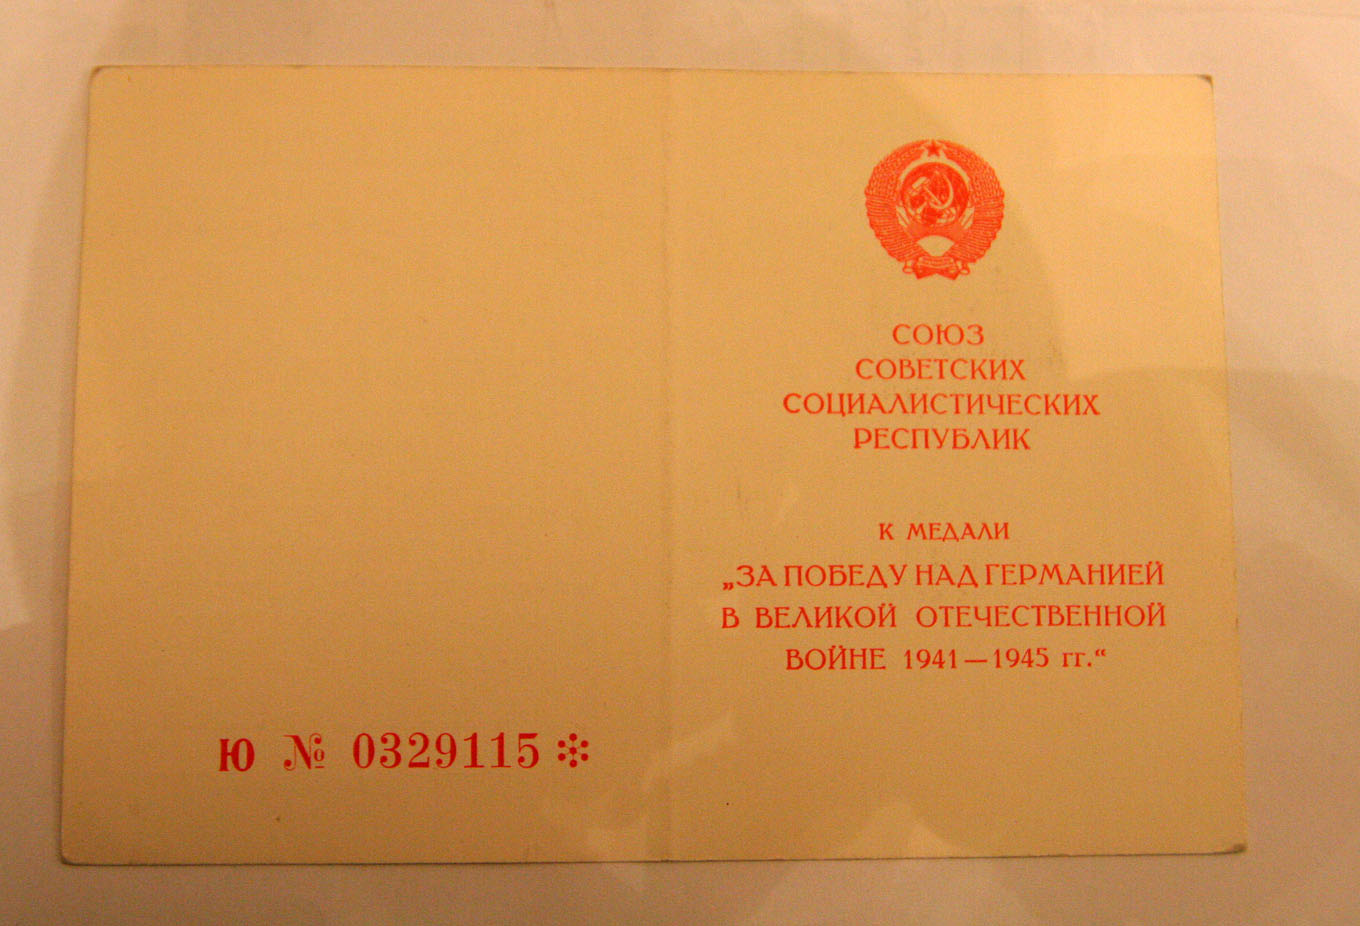 СОЮЗ
СОВЕТСКИХ
СОЦИАЛИСТИЧЕСКИХ
РЕСПУБЛИК
К МЕДАЛИ
„ЗА ПОБЕДУ НАД ГЕРМАНИЕЙ
В ВЕЛИКОЙ ОТЕЧЕСТВЕННОЙ
ВОЙНЕ 1941—1945 гг.“
Ю № 0329115